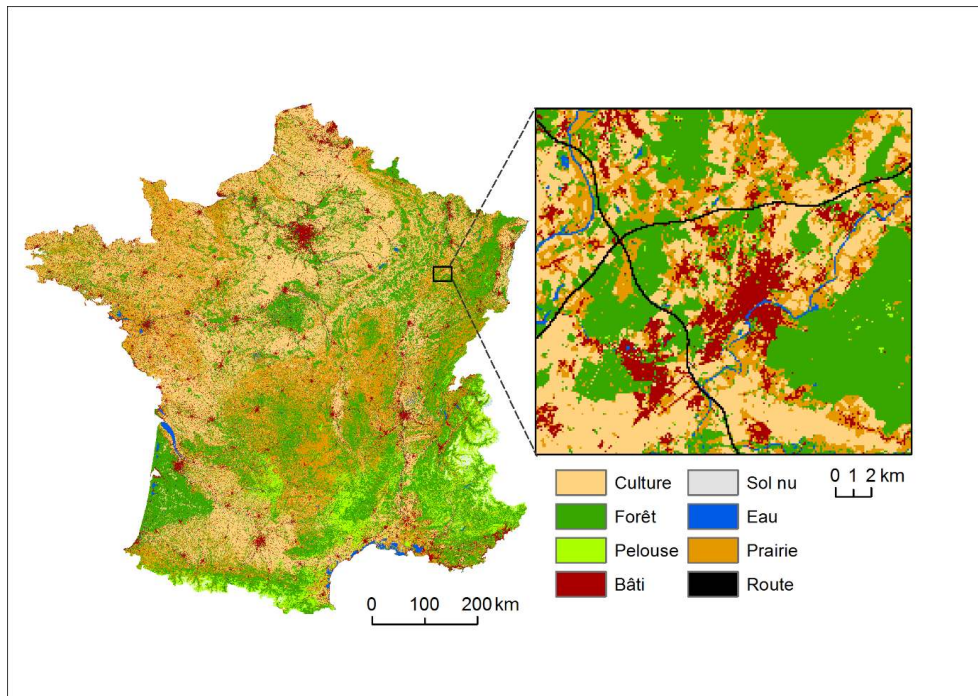 Culture
Sol nu
Forêt
Eau
Pelouse
Prairie
Bâti
Route
0 1 2 km
0 100 200 km